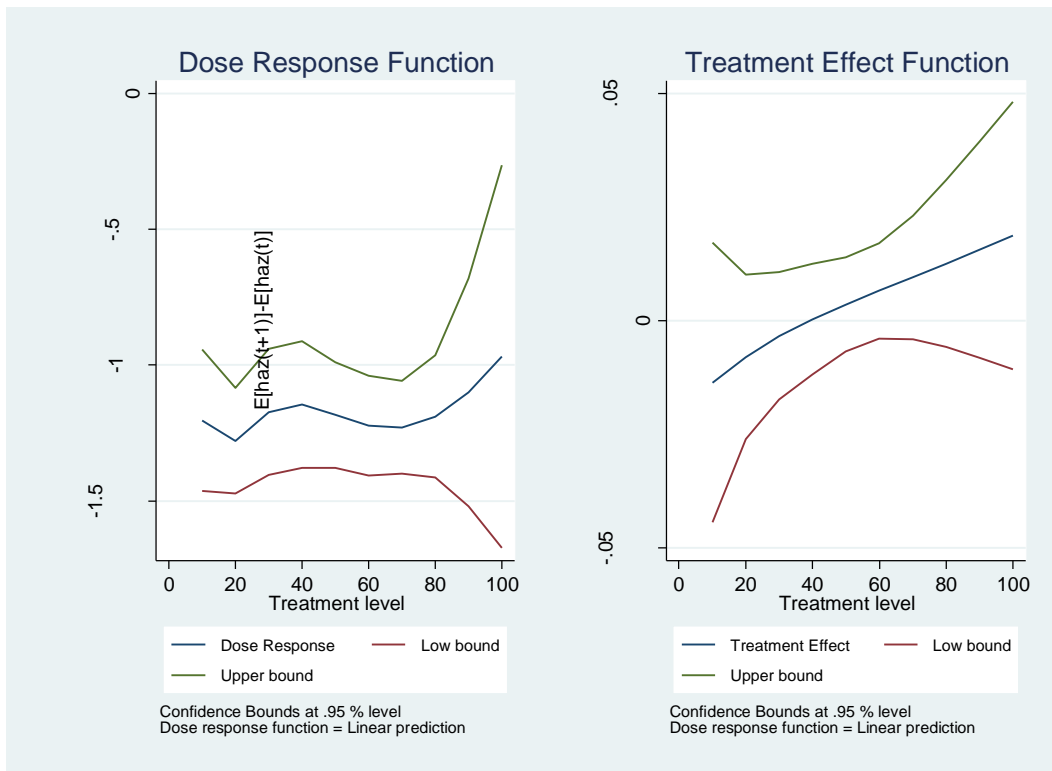 Dose Response Function
0
-.5
-1
-1.5
E[haz(t+1)]-E[haz(t)]
0 20 40 60 80 100
Treatment level
Dose Response Low bound
Upper bound
Confidence Bounds at .95 % level
Dose response function = Linear prediction
Treatment Effect Function
.05
0
-.05
0 20 40 60 80 100
Treatment level
Treatment Effect Low bound
Upper bound
Confidence Bounds at .95 % level
Dose response function = Linear prediction